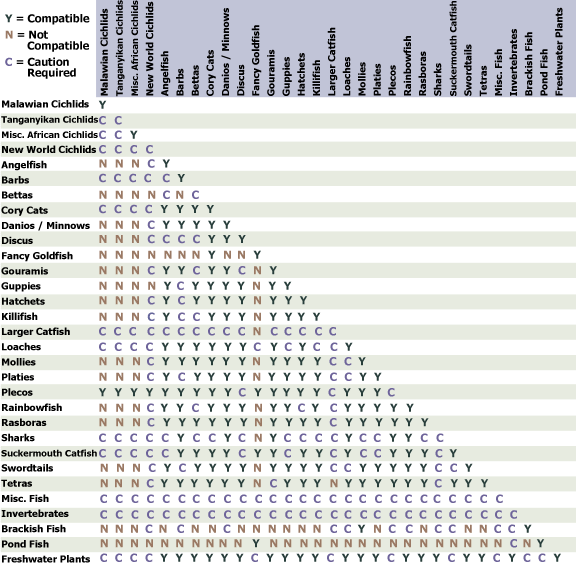 Y = Compatible
N = Not Compatible
C = Caution Required
Malawian Cichlids
Tanganyikan Cichlids
Misc. African Cichlids
New World Cichlids
Angelfish
Barbs
Bettas
Cory Cats
Danios / Minnows
Discus
Fancy Goldfish
Gouramis
Guppies
Hatchets
Killifish
Larger Catfish
Loaches
Mollies
Platies
Plecos
Rainbowfish
Rasboras
Sharks
Suckermouth Catfish
Swordtails
Tetras
Misc. Fish
Invertebrates
Brackish Fish
Pond Fish
Freshwater Plants
Malawian Cichlids Y
Tanganyikan Cichlids C C
Misc. African Cichlids C C Y
New World Cichlids C C C C
Angelfish N N N C Y
Barbs C C C C C Y
Bettas N N N N C N C
Cory Cats C C C C Y Y Y Y
Danios / Minnows N N N C Y Y Y Y Y
Discus N N N C C C C Y Y Y
Fancy Goldfish N N N N N N N Y N N Y
Gouramis N N N C Y Y C Y Y C N Y
Guppies N N N N Y C Y Y Y Y N Y Y
Hatchets N N N C Y C Y Y Y Y N Y Y Y
Killifish N N N C Y C C Y Y Y N Y Y Y Y
Larger Catfish C C C C C C C C C C N C C C C C
Loaches C C C C Y Y Y Y Y Y C Y C Y C C Y
Mollies N N N C Y Y Y Y Y Y N Y Y Y Y C C Y
Platies N N N C Y C Y Y Y Y N Y Y Y Y C C Y Y
Plecos Y Y Y Y Y Y Y Y Y C Y Y Y Y Y C Y Y Y C
Rainbowfish N N N C Y Y C Y Y Y N Y Y C Y C Y Y Y Y Y
Rasboras N N N C Y Y Y Y Y Y N Y Y Y Y C Y Y Y Y Y Y
Sharks C C C C C Y C C Y C N Y C C C C Y C C Y Y C C
Suckermouth Catfish C C C C C Y Y Y Y C C Y Y Y Y C Y C C Y Y Y C Y
Swordtails N N N C Y C Y Y Y Y N Y Y Y Y C C Y Y Y Y Y C C Y
Tetras N N N C Y Y Y Y Y Y N C Y Y Y N Y Y Y Y Y Y C Y Y Y
Misc. Fish C C C C C C C C C C C C C C C C C C C C C C C C C C C
Invertebrates C C C C C C C C C C C C C C C C C C C C C C C C C C C C
Brackish Fish N N N C N C N N C N N N N N N C C Y N C C N C C N N C C Y
Pond Fish N N N N N N N N N N Y N N N N N N N N N N N N N N N N C N Y
Freshwater Plants C C C C Y Y Y Y Y Y C Y Y Y Y C Y Y Y C Y Y Y C Y Y C Y C C Y